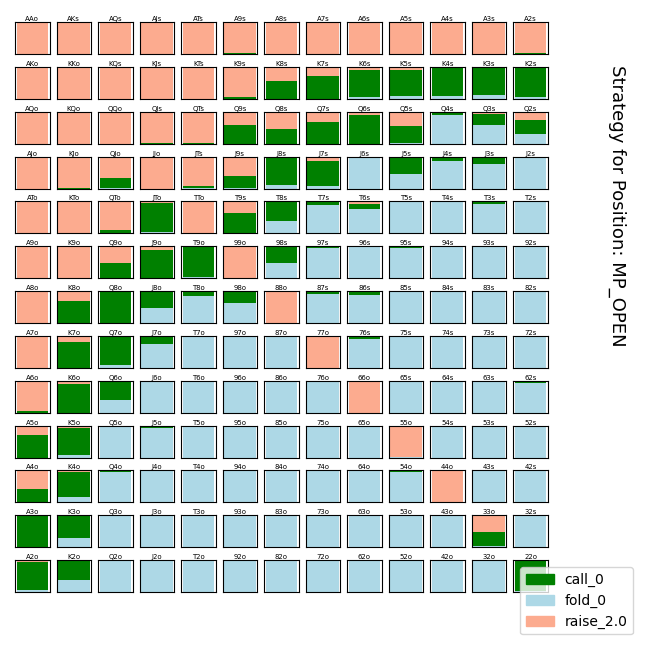 AAo AKs AQs AJs ATs A9s A8s A7s A6s A5s A4s A3s A2s
AKo KKo KQs KJs KTs K9s K8s K7s K6s K5s K4s K3s K2s
AQo KQo QQo QJs QTs Q9s Q8s Q7s Q6s Q5s Q4s Q3s Q2s
AJo KJo QJo JJo JTs J9s J8s J7s J6s J5s J4s J3s J2s
ATo KTo QTo JTo TTo T9s T8s T7s T6s T5s T4s T3s T2s
A9o K9o Q9o J9o T9o 99o 98s 97s 96s 95s 94s 93s 92s
A8o K8o Q8o J8o T8o 98o 88o 87s 86s 85s 84s 83s 82s
A7o K7o Q7o J7o T7o 97o 87o 77o 76s 75s 74s 73s 72s
A6o K6o Q6o J6o T6o 96o 86o 76o 66o 65s 64s 63s 62s
A5o K5o Q5o J5o T5o 95o 85o 75o 65o 55o 54s 53s 52s
A4o K4o Q4o J4o T4o 94o 84o 74o 64o 54o 44o 43s 42s
A3o K3o Q3o J3o T3o 93o 83o 73o 63o 53o 43o 33o 32s
A2o K2o Q2o J2o T2o 92o 82o 72o 62o 52o 42o 32o 22o
Strategy for Position: MP_OPEN
call_0
fold_0
raise_2.0